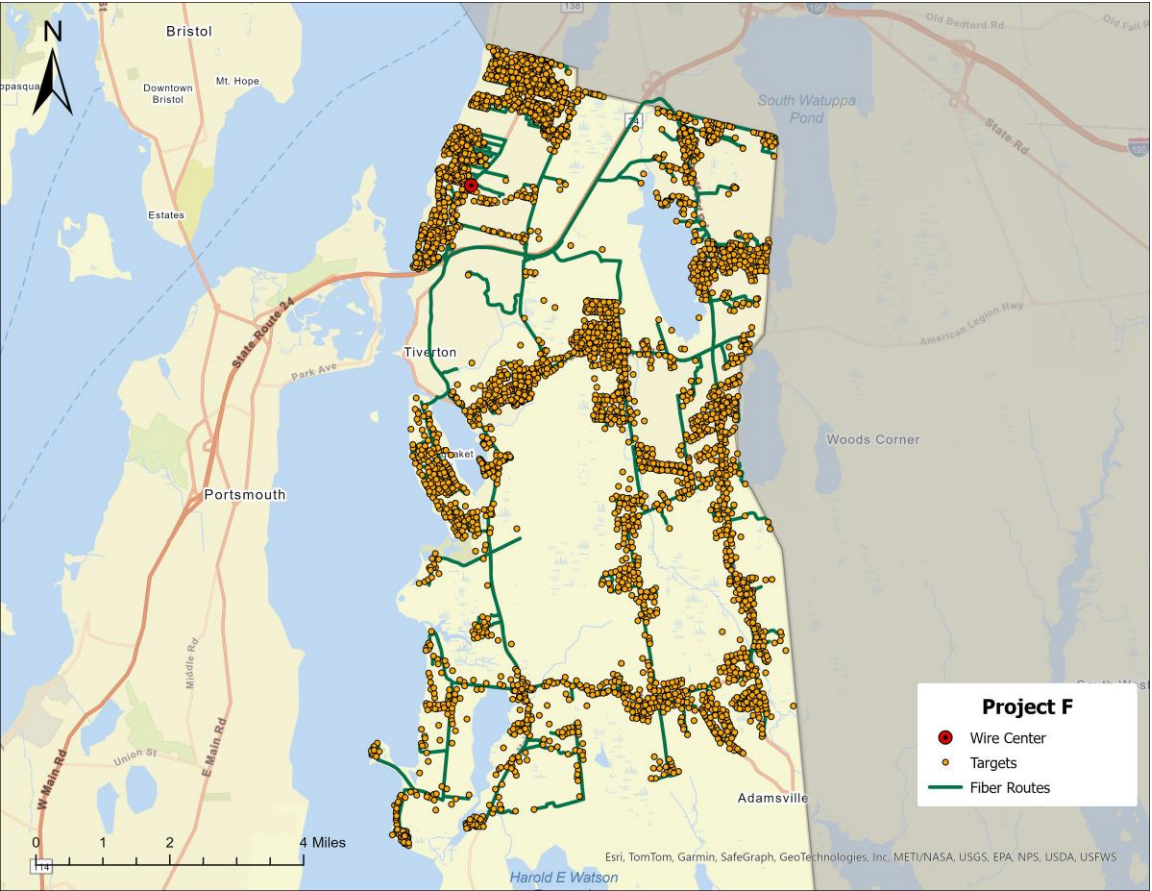 N
138
195
Old Bedford Rd
Bristol
Mt. Hope
Downtown
Bristol
South Watuppa
Pond
24
State Rd
195
Estates
State Route 24
American Legion Hwy
Tiverton
Park Ave
Woods Corner
Portsmouth
Middle Rd
Union St
E Main Rd
W Main Rd
Adamsville
Project F
Wire Center
Targets
Fiber Routes
0 1 2 4 Miles
114
Harold E Watson
Esri, TomTom, Garmin, SafeGraph, GeoTechnologies, Inc, METI/NASA, USGS, EPA, NPS, USDA, USFWS